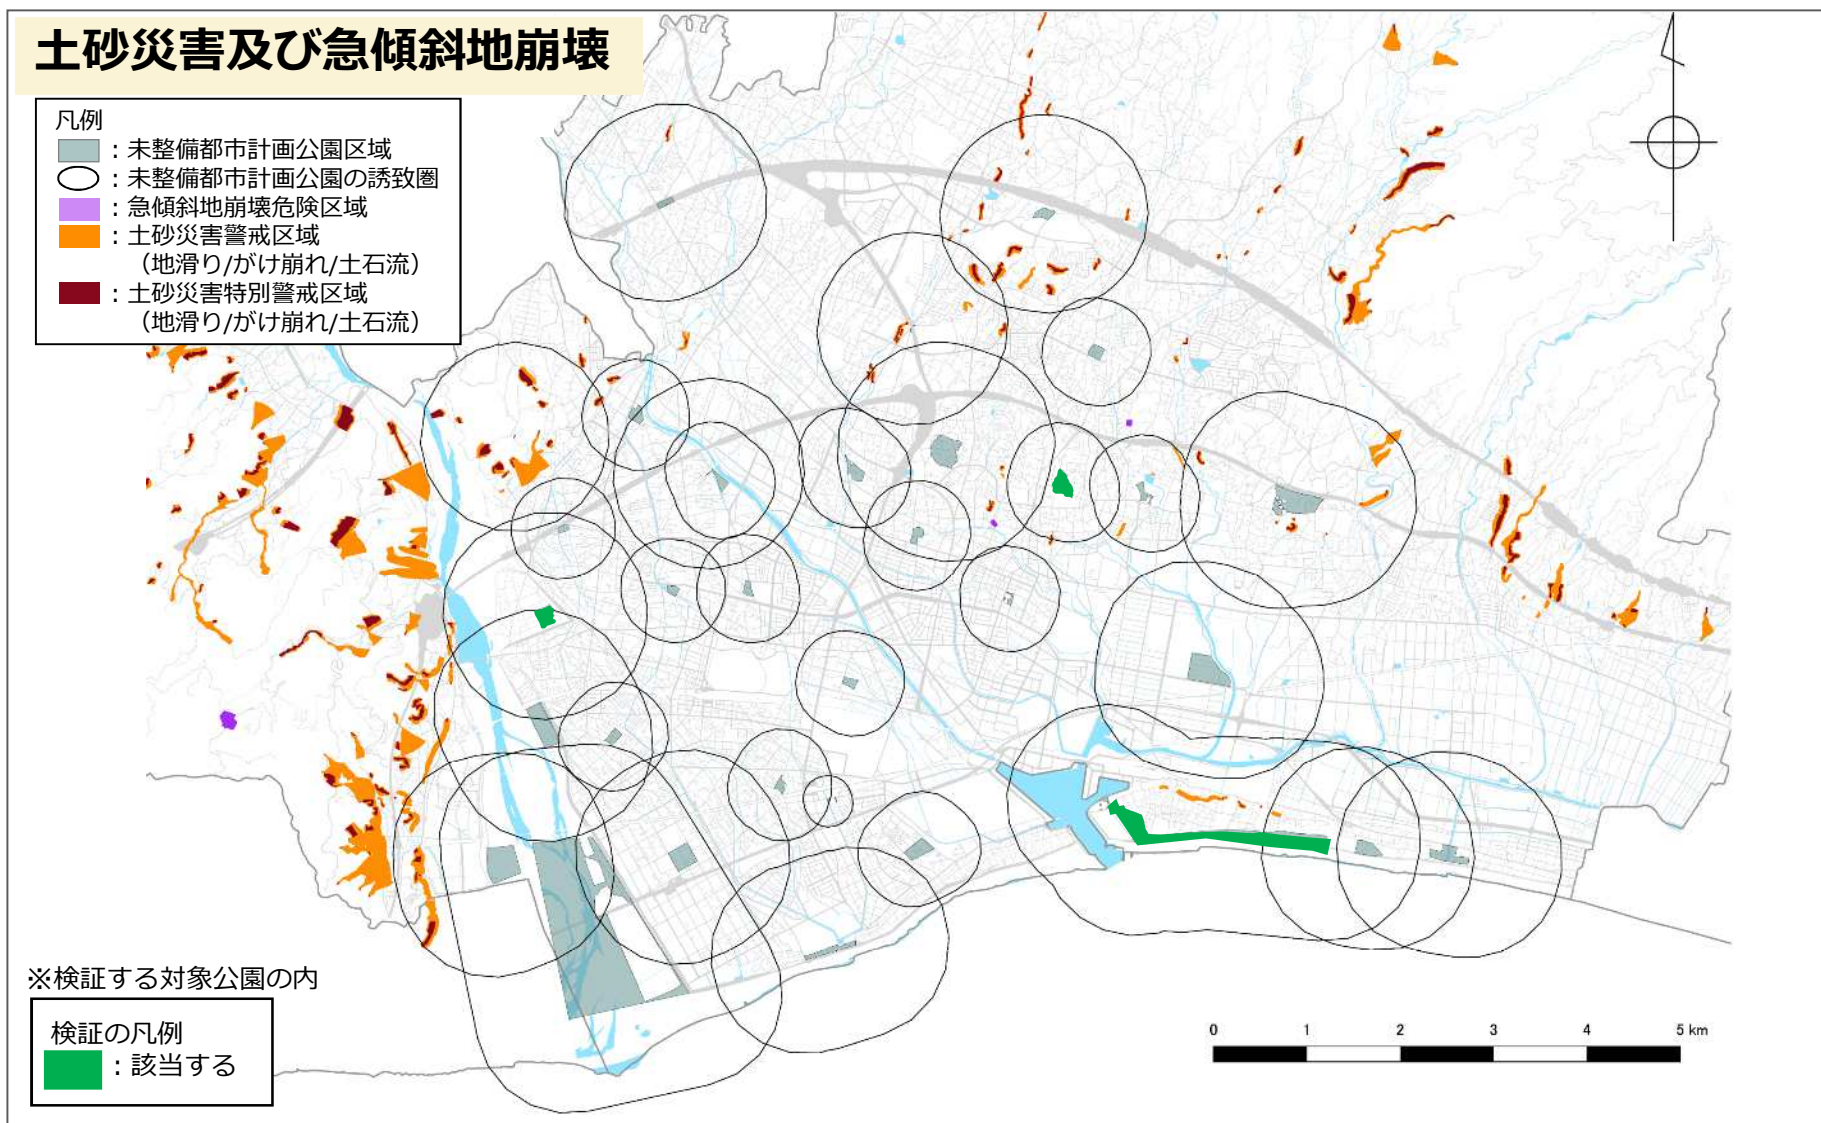 土砂災害及び急傾斜地崩壊
凡例
：未整備都市計画公園区域
：未整備都市計画公園の誘致圏
：急傾斜地崩壊危険区域
：土砂災害警戒区域
（地滑り/がけ崩れ/土石流）
：土砂災害特別警戒区域
（地滑り/がけ崩れ/土石流）
※検証する対象公園の内
検証の凡例
：該当する
0 1 2 3 4 5 km